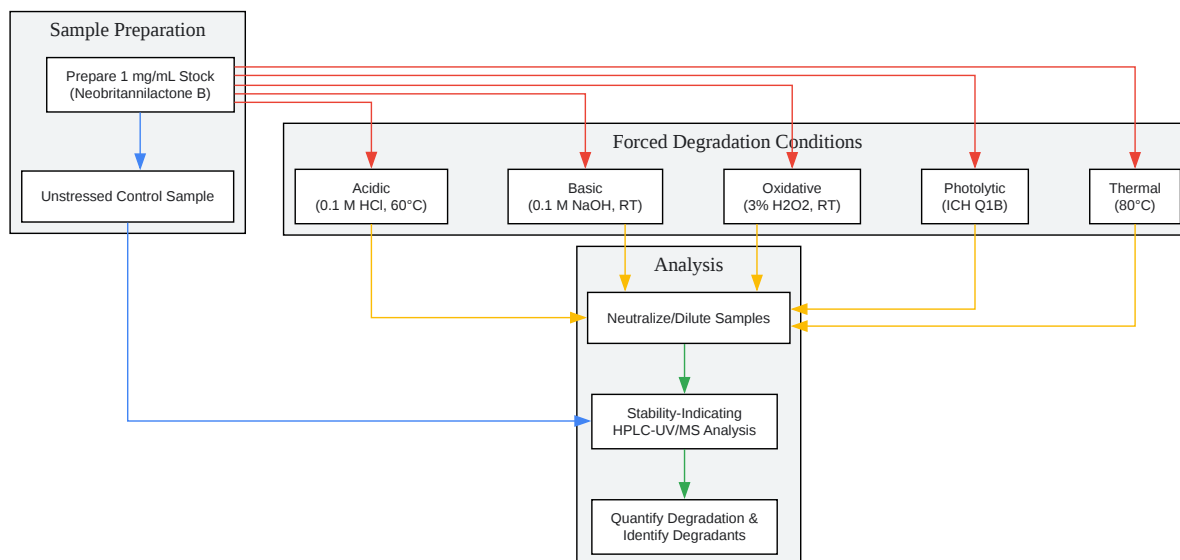 Sample Preparation
Prepare 1 mg/mL Stock
(Neobritannilactone B)
Unstressed Control Sample
Forced Degradation Conditions
Acidic
(0.1 M HCl, 60°C)
Basic
(0.1 M NaOH, RT)
Oxidative
(3% H2O2, RT)
Photolytic
(ICH Q1B)
Thermal
(80°C)
Analysis
Neutralize/Dilute Samples
Stability-Indicating
HPLC-UV/MS Analysis
Quantify Degradation &
Identify Degradants